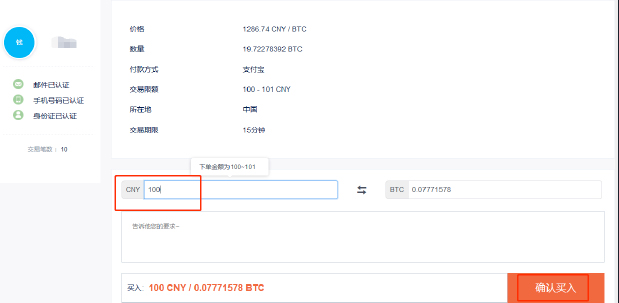 钱
邮件已认证
手机号码已认证
身份证已认证
交易笔数： 10
价格 1286.74 CNY / BTC
数量 19.72278392 BTC
付款方式 支付宝
交易限额 100 - 101 CNY
所在地 中国
交易期限 15分钟
下单金额为100~101
CNY 100 BTC 0.07771578
告诉他您的要求~
买入: 100 CNY / 0.07771578 BTC 确认买入